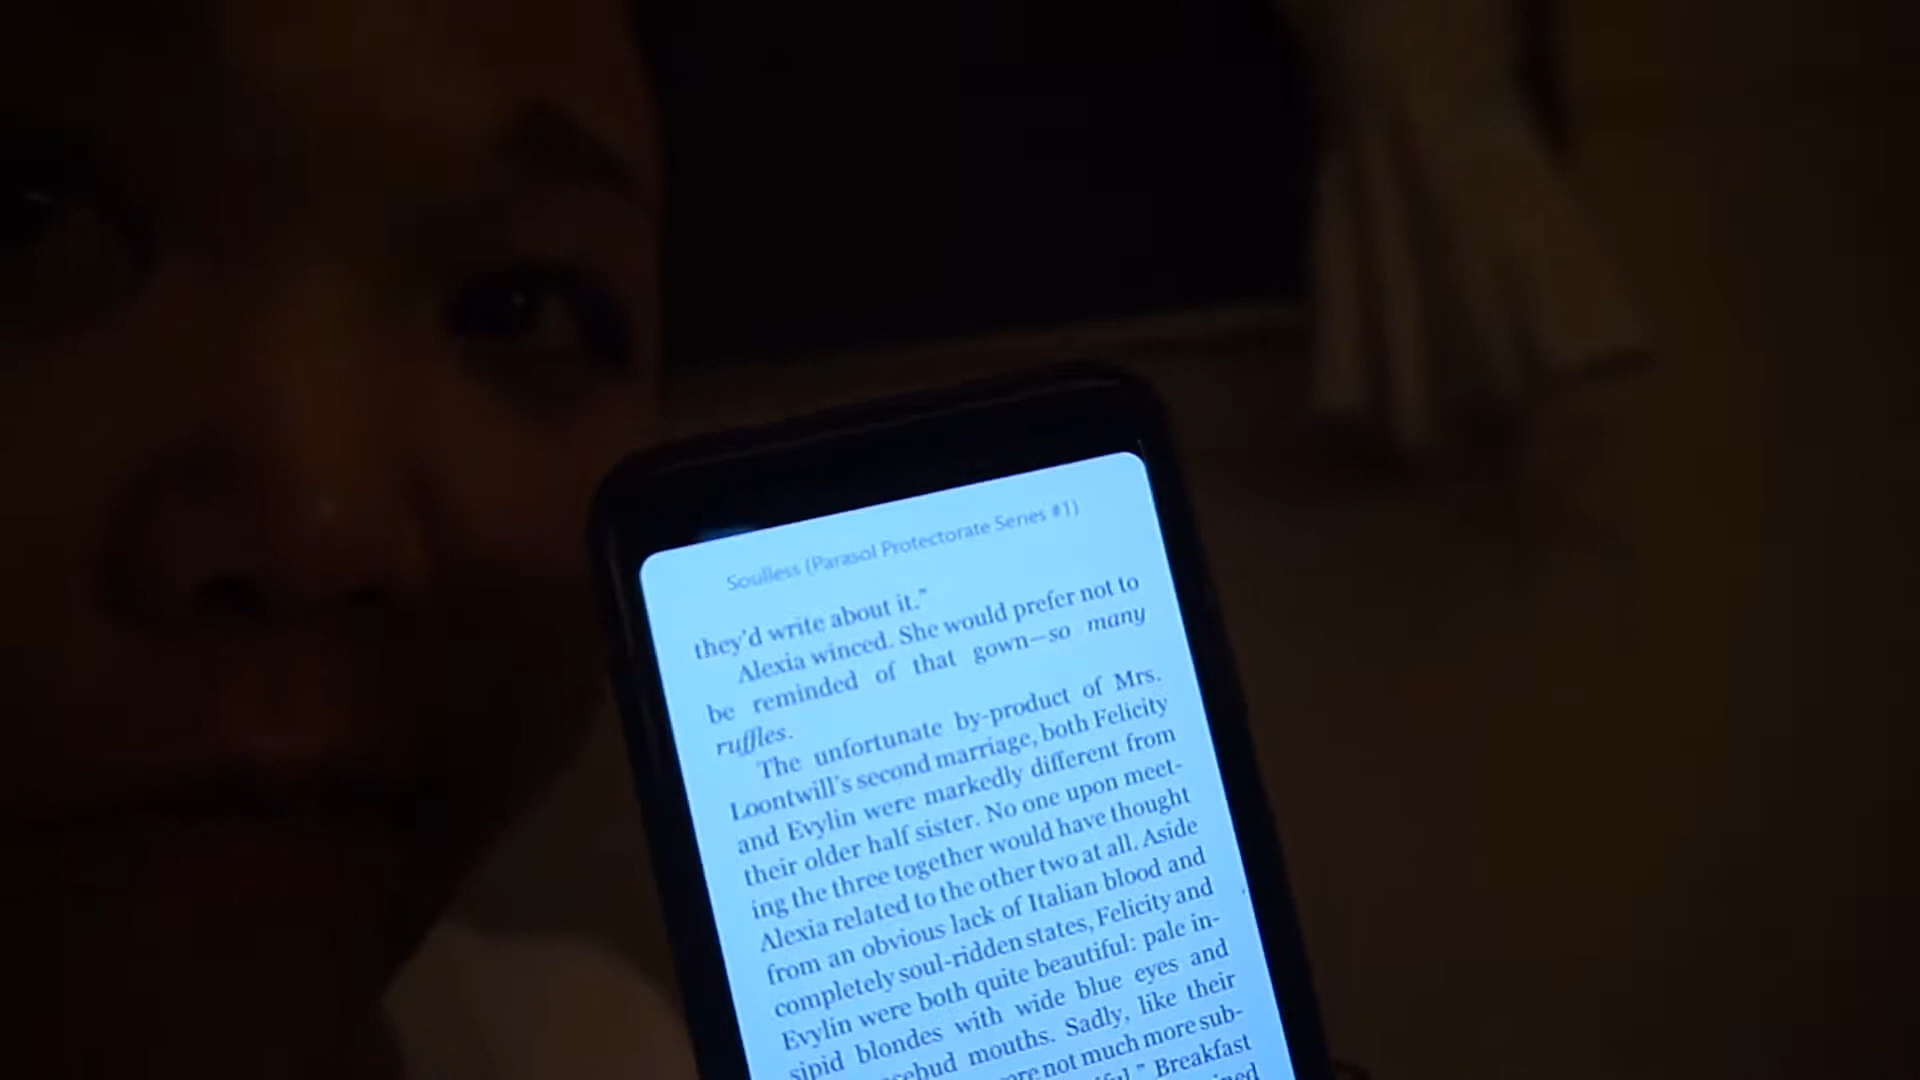 Soulless (Parasol Protectorate Series #1)
they'd write about it."
Alexia winced. She would prefer not to
be reminded of that gown—so many
ruffles.
The unfortunate by-product of Mrs.
Loontwill's second marriage, both Felicity
and Evylin were markedly different from
their older half sister. No one upon meet-
ing the three together would have thought
Alexia related to the other two at all. Aside
from an obvious lack of Italian blood and
completely soul-ridden states, Felicity and
Evylin were both quite beautiful: pale in-
sipid blondes with wide blue eyes and
mouths. Sadly, like their
not much more sub-
Breakfast